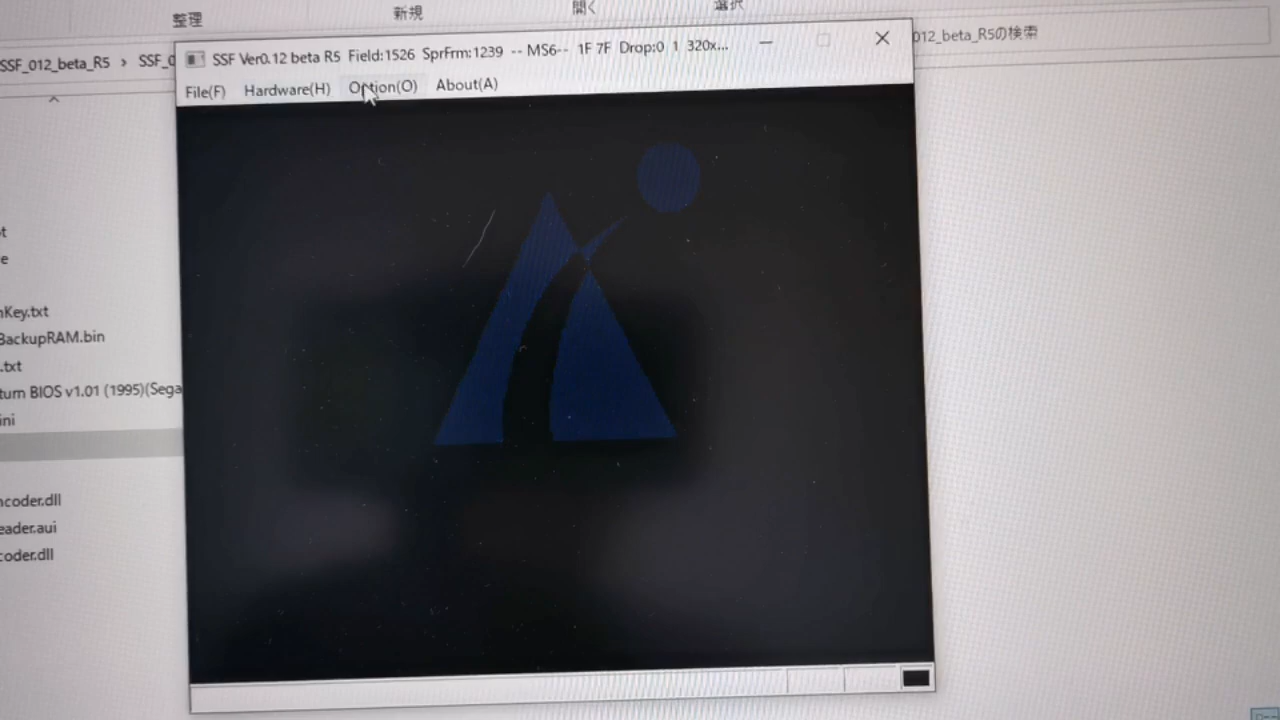 整理
新規
開く
選択
SSF_012_beta_R5 › SSF_0
012_beta_R5の検索
SSF Ver0.12 beta R5 Field:1526 SprFrm:1239 -- MS6-- 1F 7F Drop:0 1 320x...
File(F) Hardware(H) Option(O) About(A)
t
e
nKey.txt
BackupRAM.bin
.txt
turn BIOS v1.01 (1995)(Sega
ini
ncoder.dll
eader.aui
coder.dll